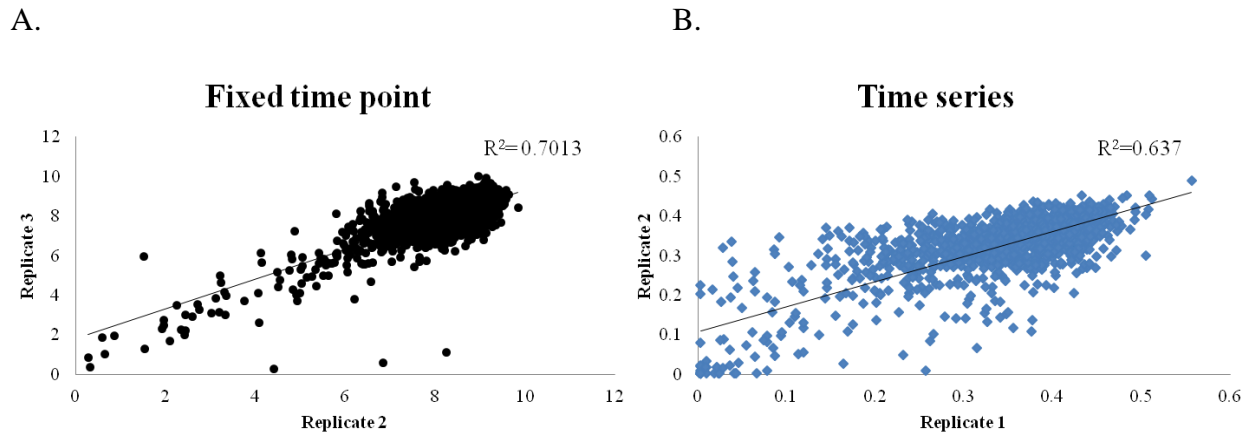 A.
B.
Fixed time point
Time series
R²=0.7013
Replicate 3
12
10
8
6
4
2
0
0 2 4 6 8 10 12
Replicate 2
R²=0.637
Replicate 2
0.6
0.5
0.4
0.3
0.2
0.1
0
0 0.1 0.2 0.3 0.4 0.5 0.6
Replicate 1